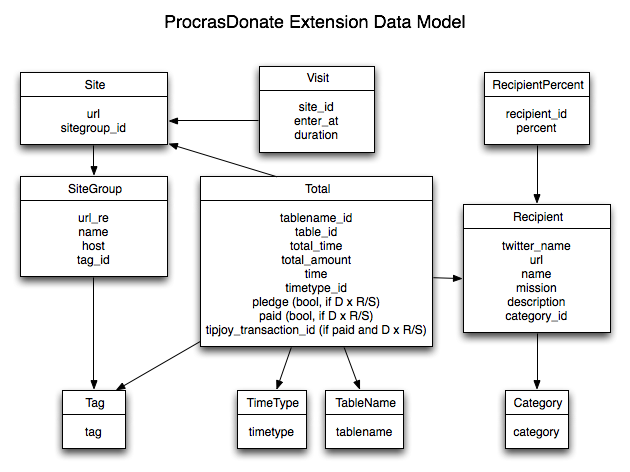 ProcrasDonate Extension Data Model
Site
url
sitegroup_id
Visit
site_id
enter_at
duration
RecipientPercent
recipient_id
percent
SiteGroup
url_re
name
host
tag_id
Total
tablename_id
table_id
total_time
total_amount
time
timetype_id
pledge (bool, if D x R/S)
paid (bool, if D x R/S)
tipjoy_transaction_id (if paid and D x R/S)
Recipient
twitter_name
url
name
mission
description
category_id
Tag
tag
TimeType
timetype
TableName
tablename
Category
category